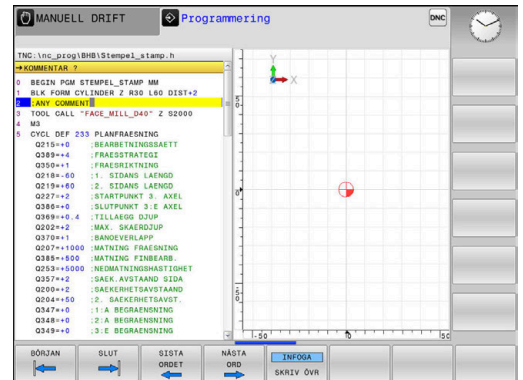 MANUELL DRIFT
Programmering
DNC
TNC:\nc_prog\BHB\Stempel_stamp.h
→KOMMENTAR ?
0 BEGIN PGM STEMPEL_STAMP MM
1 BLK FORM CYLINDER Z R30 L60 DIST+2
2 ;ANY COMMENT
3 TOOL CALL "FACE_MILL_D40" Z S2000
4 M3
5 CYCL DEF 233 PLANFRAESNING
Q215=+0 ;BEARBETNINGSSAETT
Q389=+4 ;FRAESSTRATEGI
Q350=+1 ;FRAESRIKTNING
Q218=-60 ;1. SIDANS LAENGD
Q219=+60 ;2. SIDANS LAENGD
Q227=+2 ;STARTPUNKT 3. AXEL
Q386=+0 ;SLUTPUNKT 3:E AXEL
Q369=+0.4 ;TILLAEGG DJUP
Q202=+2 ;MAX. SKAERDJUP
Q370=+1 ;BANOEVERLAPP
Q207=+1000 ;MATNING FRAESNING
Q385=+500 ;MATNING FINBEARB.
Q253=+5000 ;NEDMATNINGSHASTIGHET
Q357=+2 ;SAEK.AVSTAAND SIDA
Q200=+2 ;SAEKERHETSAVSTAAND
Q204=+50 ;2. SAEKERHETSAVST.
Q347=+0 ;1:A BEGRAENSNING
Q348=+0 ;2:A BEGRAENSNING
Q349=+0 ;3:E BEGRAENSNING
Y
X
50
0
-50
-50
0
50
BÖRJAN
SLUT
SISTA
ORDET
NÄSTA
ORD
INFOGA
SKRIV ÖVR